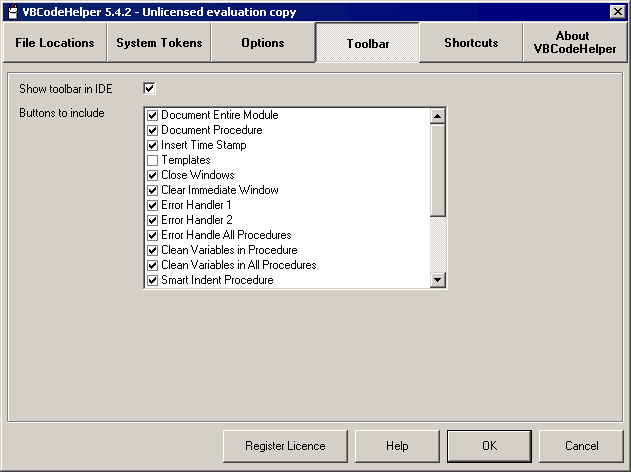 VBCodeHelper 5.4.2 - Unlicensed evaluation copy
File Locations
System Tokens
Options
Toolbar
Shortcuts
About
VBCodeHelper
Show toolbar in IDE
Buttons to include
Document Entire Module
Document Procedure
Insert Time Stamp
Templates
Close Windows
Clear Immediate Window
Error Handler 1
Error Handler 2
Error Handle All Procedures
Clean Variables in Procedure
Clean Variables in All Procedures
Smart Indent Procedure
Register Licence
Help
OK
Cancel